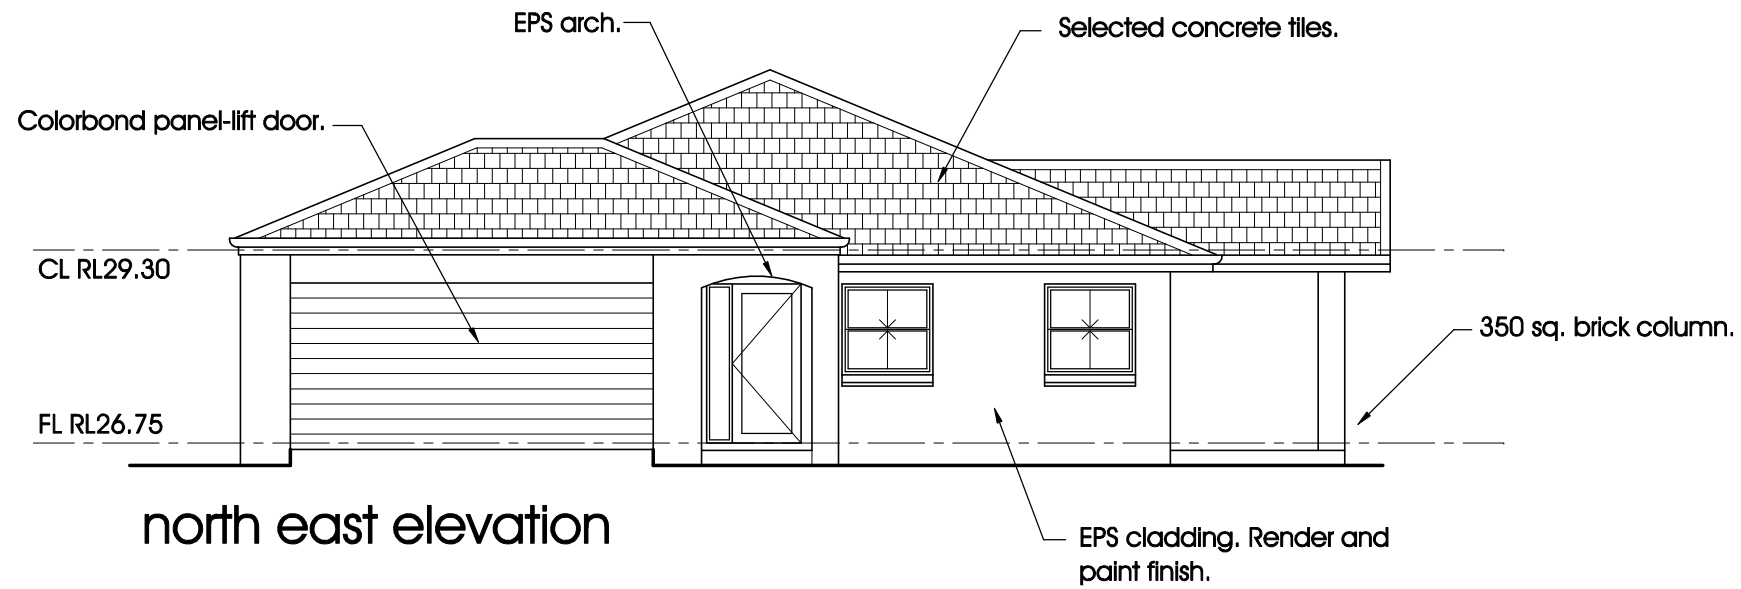 EPS arch.
Selected concrete tiles.
Colorbond panel-lift door.
CL RL29.30
350 sq. brick column.
FL RL26.75
north east elevation
EPS cladding. Render and
paint finish.